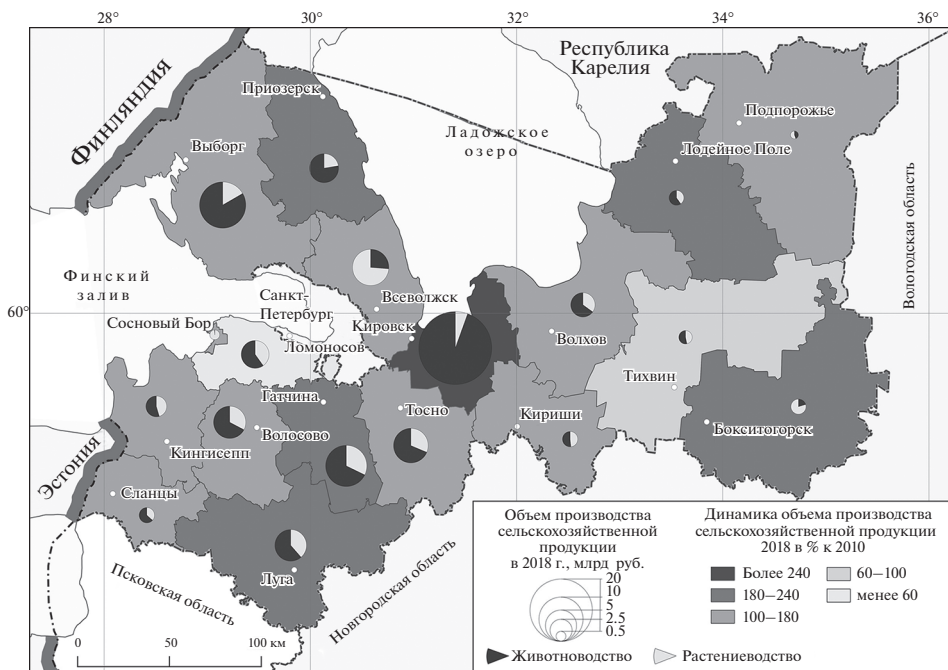 28°
30°
32°
34°
36°
60°
ФИНЛЯНДИЯ
Республика
Карелия
Приозерск
Подпорожье
Выборг
Ладожское
озеро
Лодейное Поле
Вологодская область
Финский
залив
Санкт-
Петербург
Всеволжск
Сосновый Бор
Кировск
Ломоносов
Волхов
Тихвин
Гатчина
Тосно
Кириши
Волосово
Бокситогорск
Эстония
Кингисепп
Сланцы
Луга
Псковская область
Новгородская область
0 50 100 км
Объем производства
сельскохозяйственной
продукции
в 2018 г., млрд руб.
20
10
5
2.5
0.5
Животноводство
Растениеводство
Динамика объема производства
сельскохозяйственной продукции
2018 в % к 2010
Более 240
180–240
100–180
60–100
менее 60